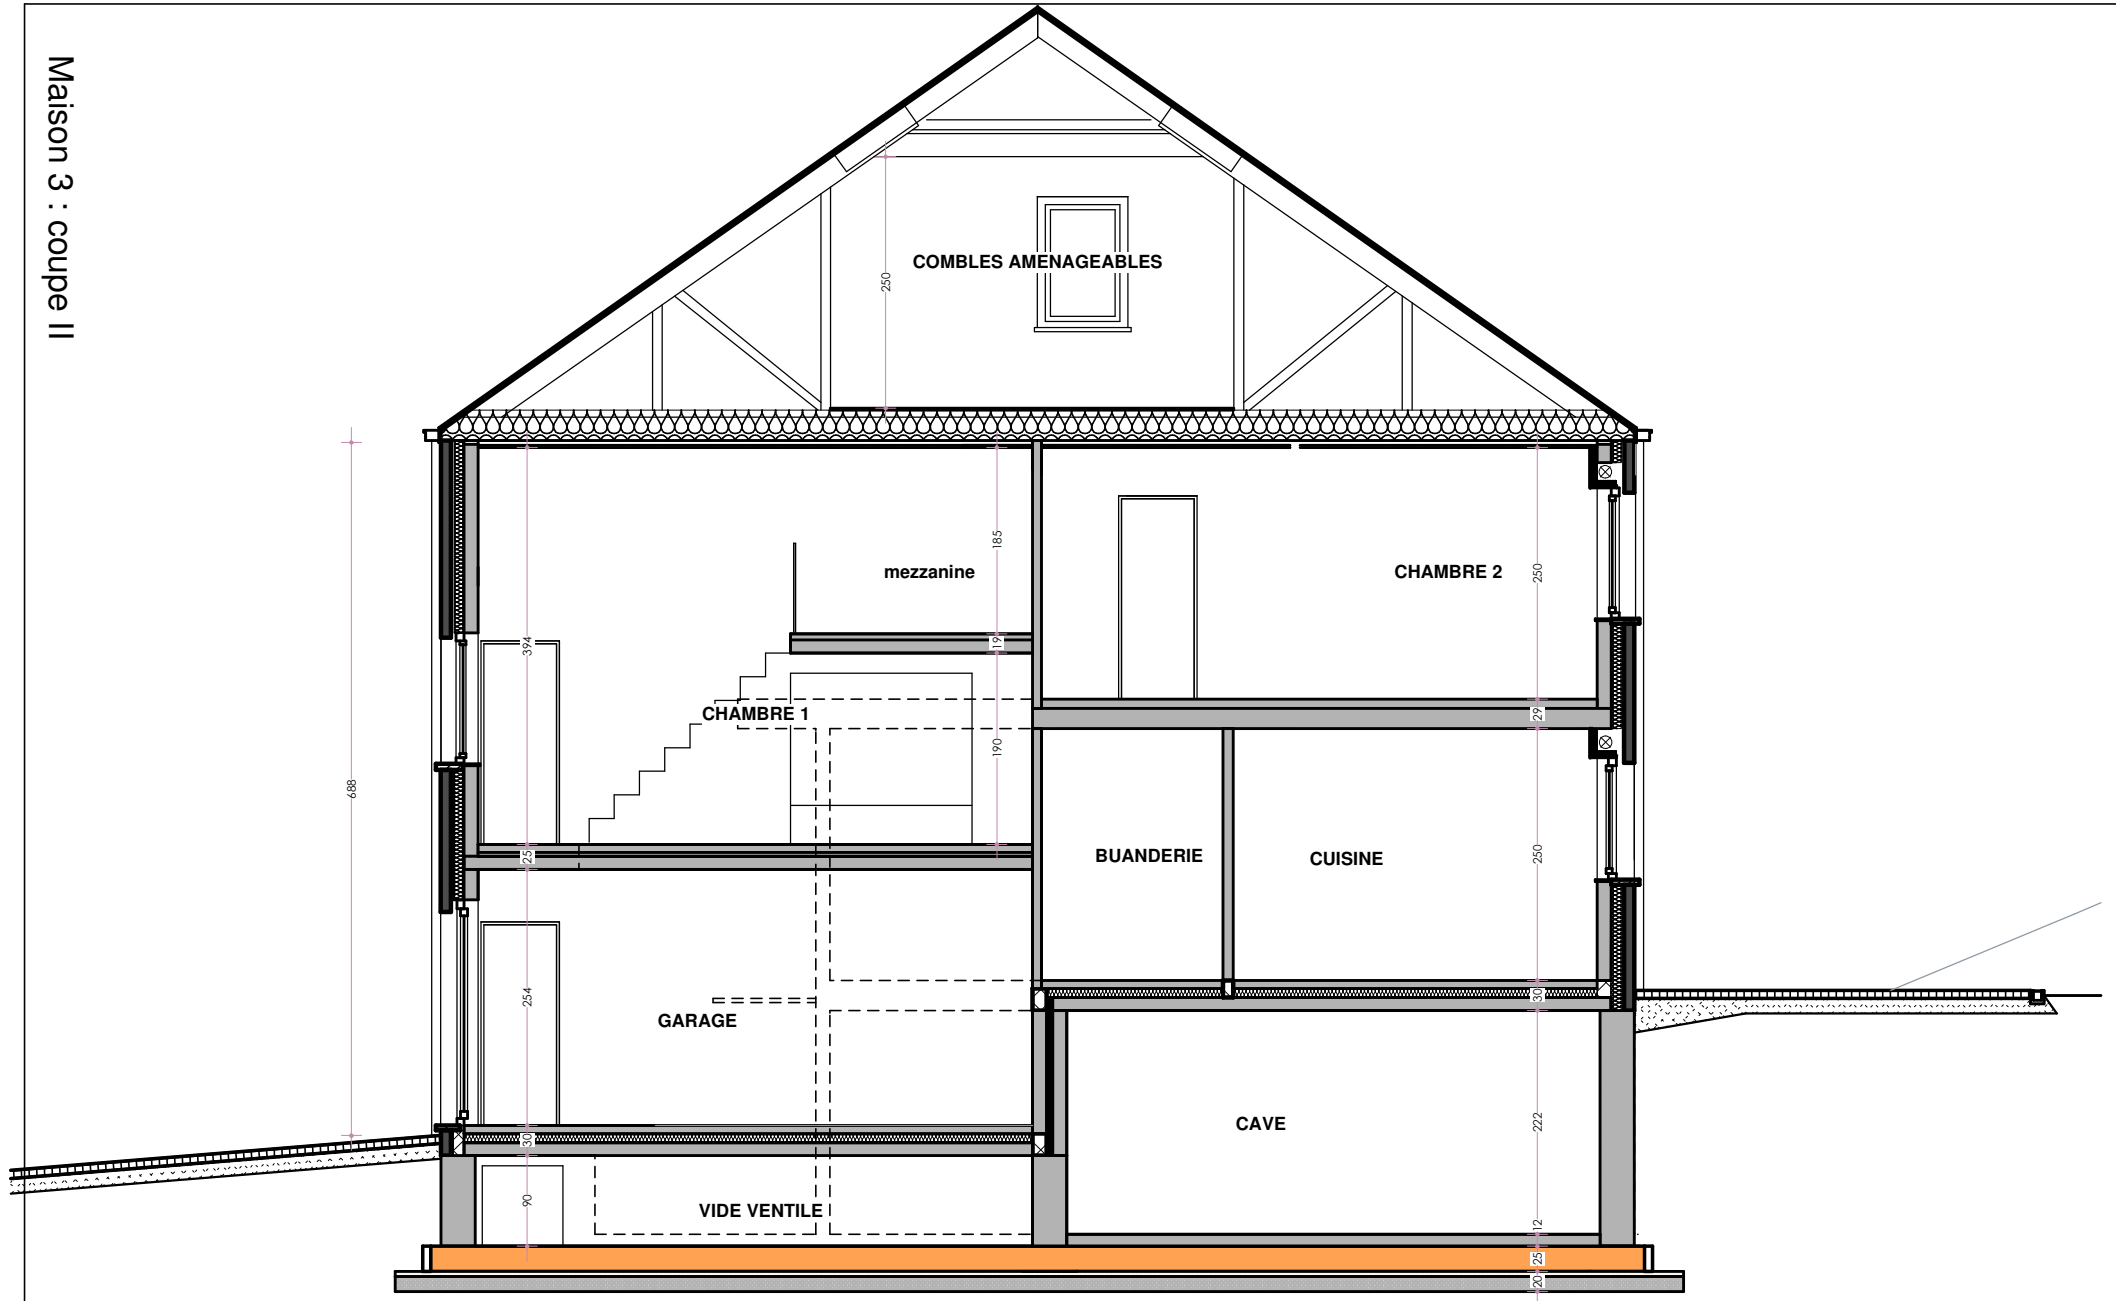 Maison 3 : coupe II
COMBLES AMENAGEABLES
250
mezzanine
185
CHAMBRE 2
250
394
19
CHAMBRE 1
29
190
688
25
BUANDERIE
CUISINE
250
254
30
GARAGE
CAVE
222
30
90
VIDE VENTILE
12
25
20